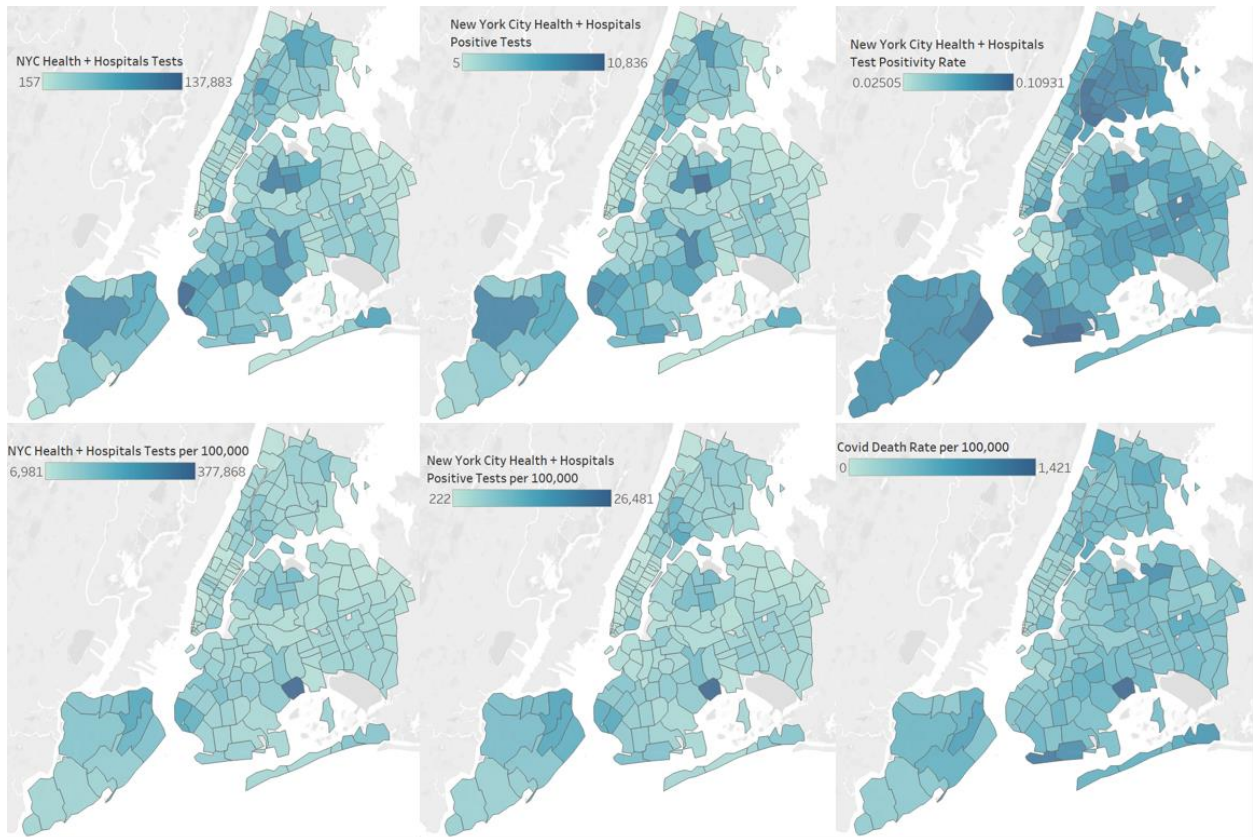 NYC Health + Hospitals Tests
157 137,883
New York City Health + Hospitals
Positive Tests
5 10,836
New York City Health + Hospitals
Test Positivity Rate
0.02505 0.10931
NYC Health + Hospitals Tests per 100,000
6,981 377,868
New York City Health + Hospitals
Positive Tests per 100,000
222 26,481
Covid Death Rate per 100,000
0 1,421